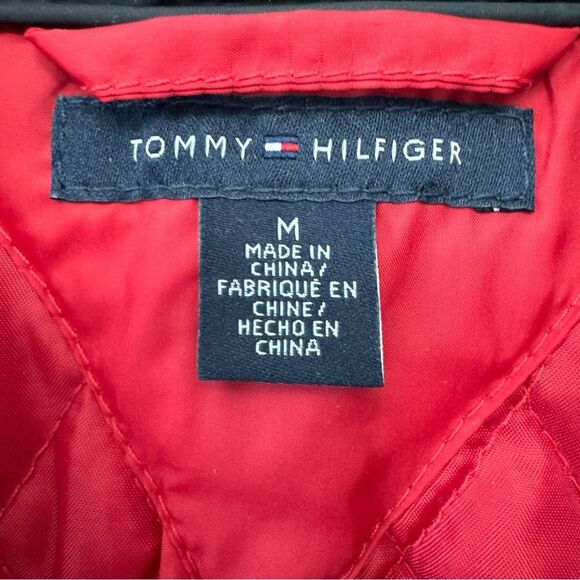 TOMMY HILFIGER
M
MADE IN
CHINA/
FABRIQUÉ EN
CHINE/
HECHO EN
CHINA